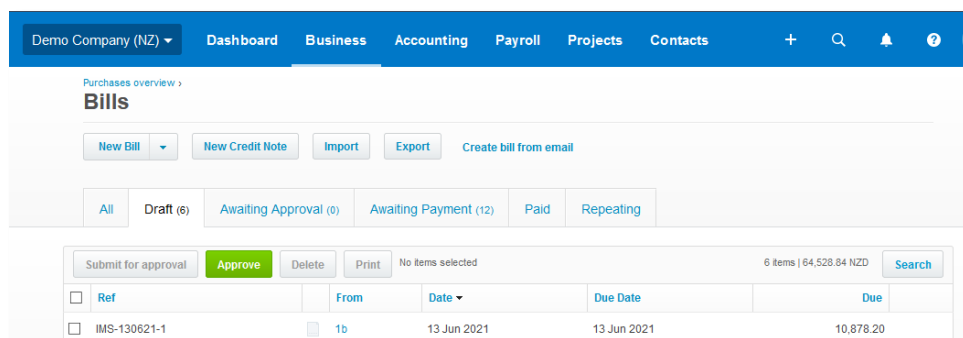 Demo Company (NZ) Dashboard Business Accounting Payroll Projects Contacts
Purchases overview ›
Bills
New Bill New Credit Note Import Export Create bill from email
All Draft (6) Awaiting Approval (0) Awaiting Payment (12) Paid Repeating
Submit for approval Approve Delete Print No items selected 6 items | 64,528.84 NZD Search
Ref From Date Due Date Due
IMS-130621-1 1b 13 Jun 2021 13 Jun 2021 10,878.20